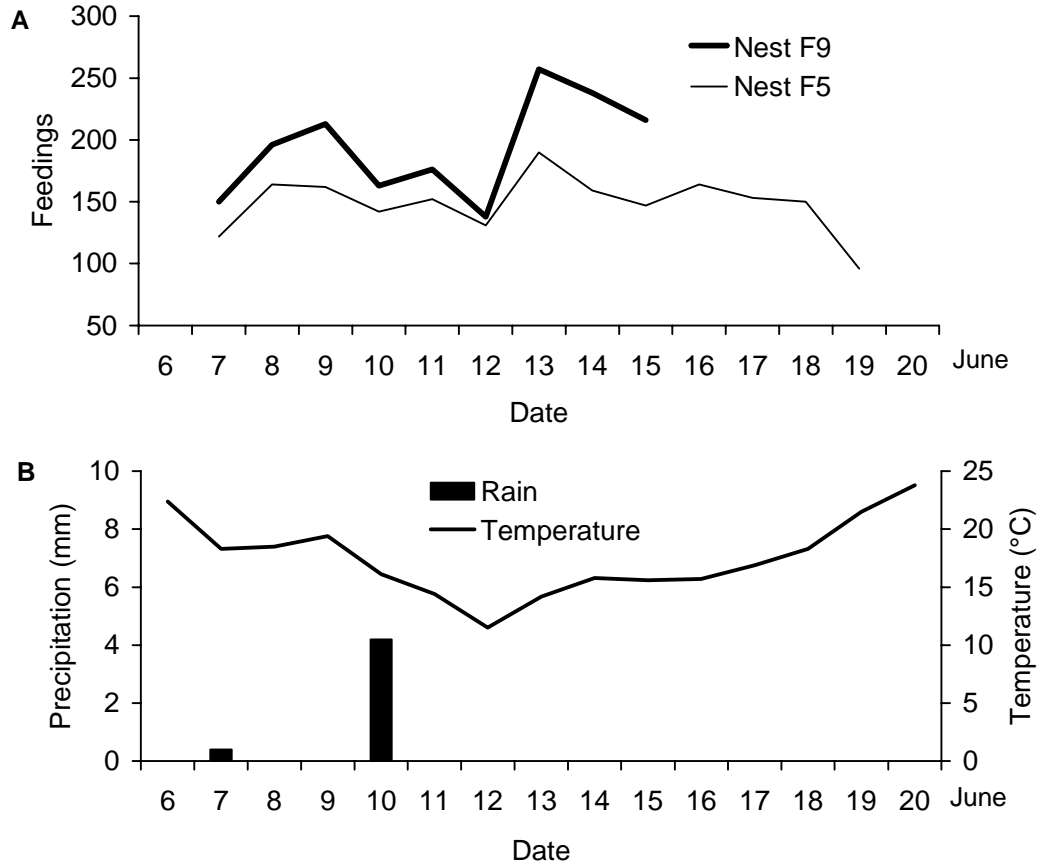 A
300
250
200
150
100
50
Feedings
Nest F9
Nest F5
6 7 8 9 10 11 12 13 14 15 16 17 18 19 20 June
Date
B
10
8
6
4
2
0
Precipitation (mm)
Rain
Temperature
25
20
15
10
5
0
Temperature (°C)
6 7 8 9 10 11 12 13 14 15 16 17 18 19 20 June
Date